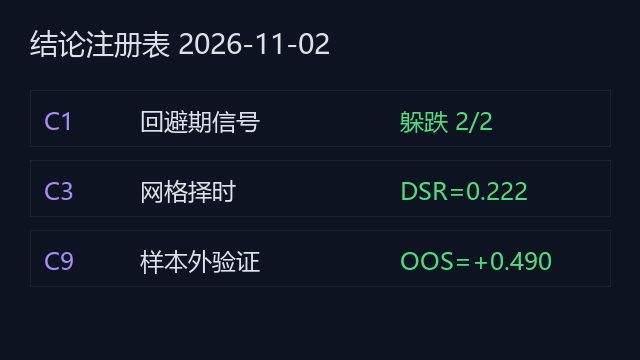 结论注册表 2026-11-02
C1 回避期信号 躲跌 2/2
C3 网格择时 DSR=0.222
C9 样本外验证 OOS=+0.490